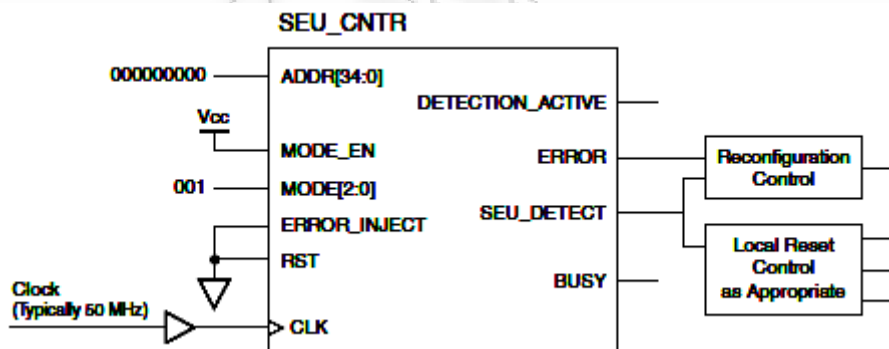 SEU_CNTR
000000000
ADDR[34:0]
DETECTION_ACTIVE
Vcc
MODE_EN
ERROR
Reconfiguration
Control
001
MODE[2:0]
SEU_DETECT
ERROR_INJECT
Local Reset
Control
as Appropriate
RST
BUSY
Clock
(Typically 50 MHz)
CLK